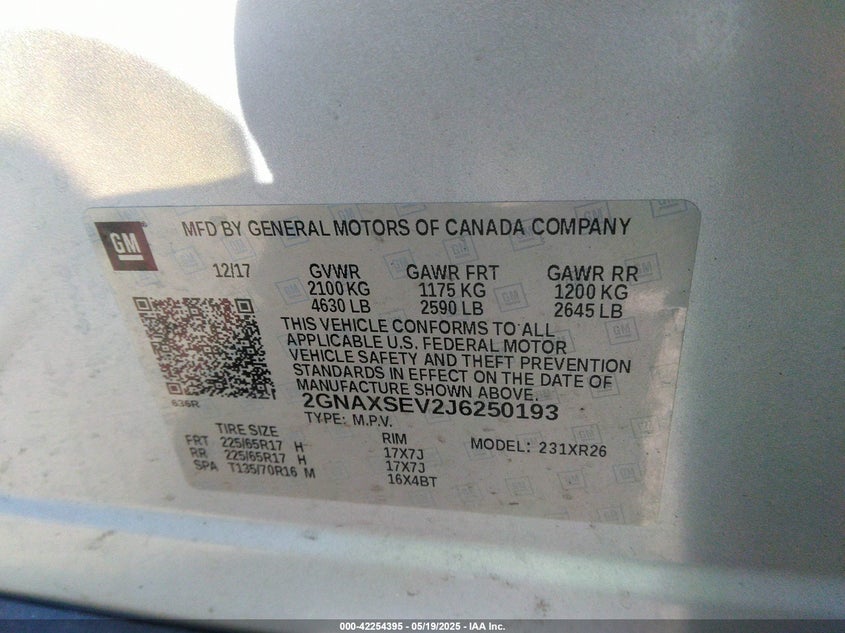 GM
MFD BY GENERAL MOTORS OF CANADA COMPANY
12/17 GVWR GAWR FRT GAWR RR
2100 KG 1175 KG 1200 KG
4630 LB 2590 LB 2645 LB
THIS VEHICLE CONFORMS TO ALL
APPLICABLE U.S. FEDERAL MOTOR
VEHICLE SAFETY AND THEFT PREVENTION
STANDARDS IN EFFECT ON THE DATE OF
MANUFACTURE SHOWN ABOVE.
636R
2GNAXSEV2J6250193
TYPE: M.P.V.
TIRE SIZE RIM MODEL: 231XR26
FRT 225/65R17 H 17X7J
RR 225/65R17 H 17X7J
SPA T135/70R16 M 16X4BT
000-42254395 - 05/19/2025 - IAA Inc.